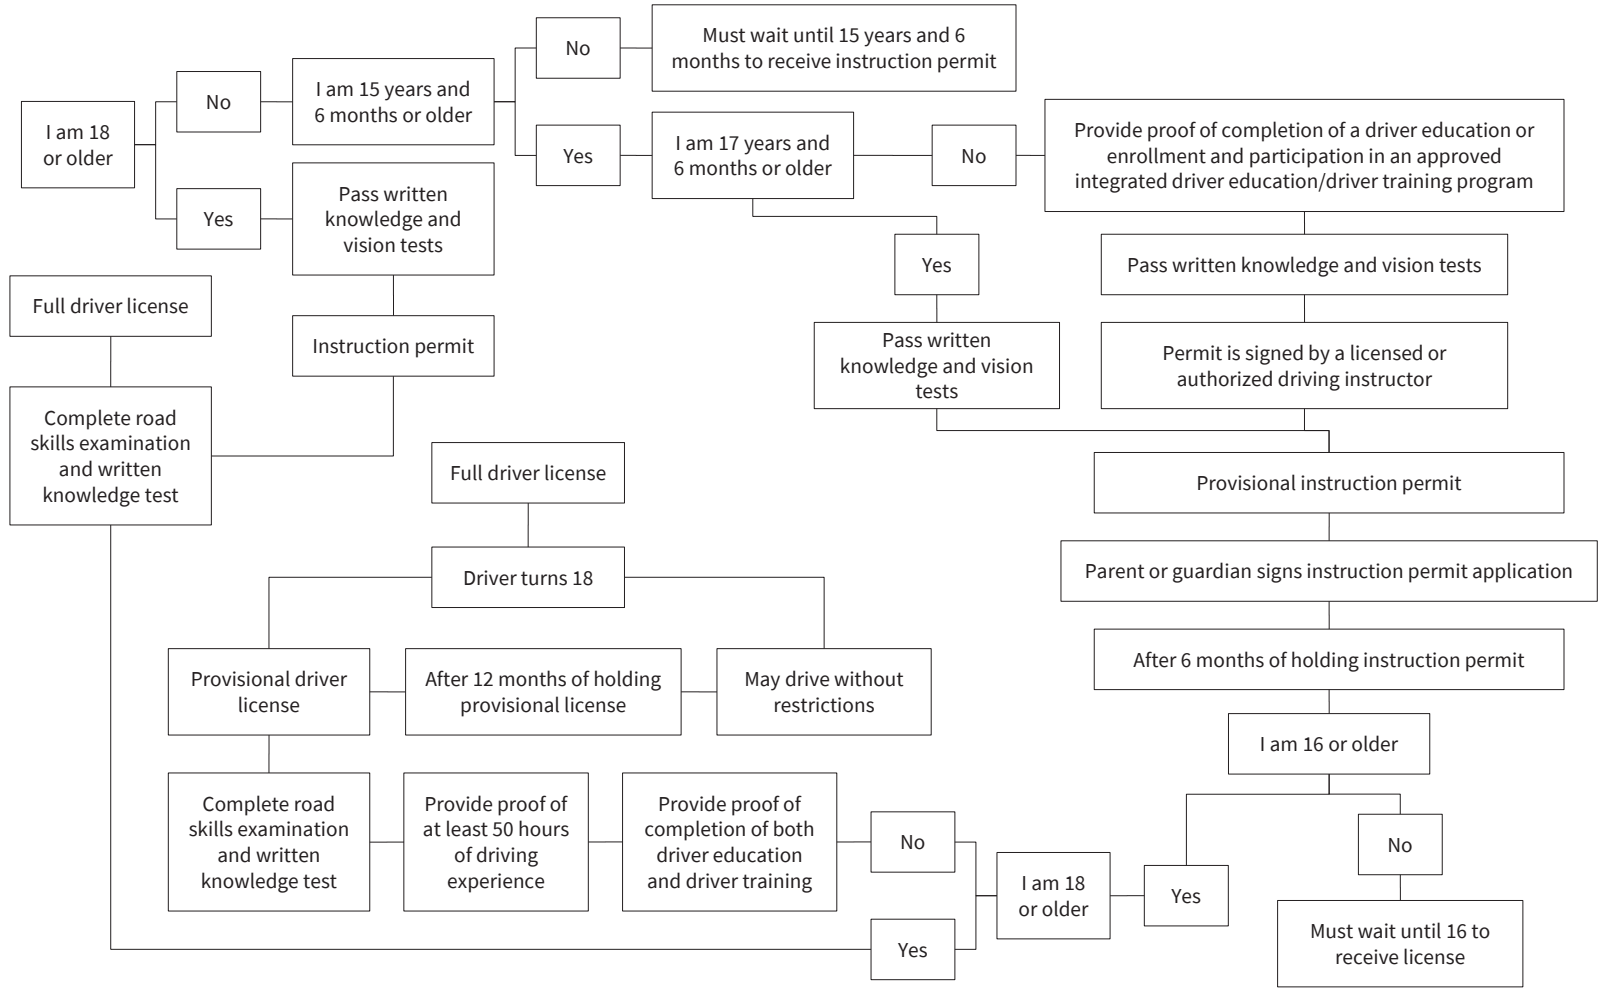 I am 18
or older
No
Yes
I am 15 years and
6 months or older
No
Must wait until 15 years and 6
months to receive instruction permit
Yes
I am 17 years and
6 months or older
No
Provide proof of completion of a driver education or
enrollment and participation in an approved
integrated driver education/driver training program
Pass written
knowledge and
vision tests
Instruction permit
Full driver license
Complete road
skills examination
and written
knowledge test
Yes
Pass written
knowledge and vision
tests
Pass written knowledge and vision tests
Permit is signed by a licensed or
authorized driving instructor
Provisional instruction permit
Parent or guardian signs instruction permit application
After 6 months of holding instruction permit
I am 16 or older
No
Must wait until 16 to
receive license
Yes
I am 18
or older
No
Yes
Provide proof of
completion of both
driver education
and driver training
Provide proof of
at least 50 hours
of driving
experience
Complete road
skills examination
and written
knowledge test
Provisional driver
license
After 12 months of holding
provisional license
May drive without
restrictions
Driver turns 18
Full driver license